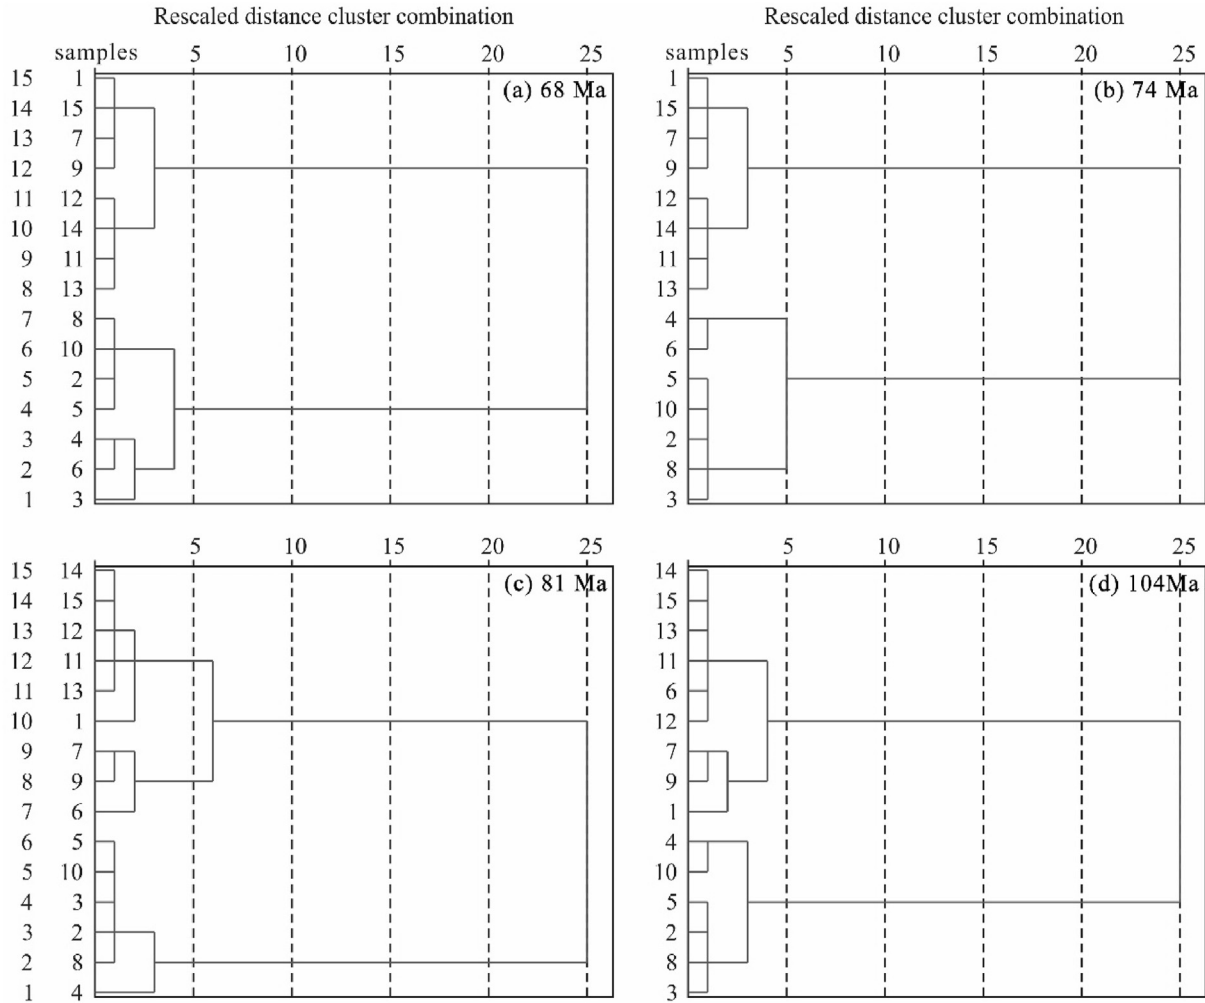 Rescaled distance cluster combination Rescaled distance cluster combination
samples 5 10 15 20 25 samples 5 10 15 20 25
15 1 (a) 68 Ma 1 (b) 74 Ma
14 15 15
13 7 7
12 9 9
11 12 12
10 14 14
9 11 11
8 13 13
7 8 4
6 10 6
5 2 5
4 5 10
3 4 2
2 6 8
1 3 3
5 10 15 20 25 5 10 15 20 25
15 14 (c) 81 Ma 14 (d) 104Ma
14 15 15
13 12 13
12 11 11
11 13 6
10 1 12
9 7 7
8 9 9
7 6 1
6 5 4
5 10 10
4 3 5
3 2 2
2 8 8
1 4 3